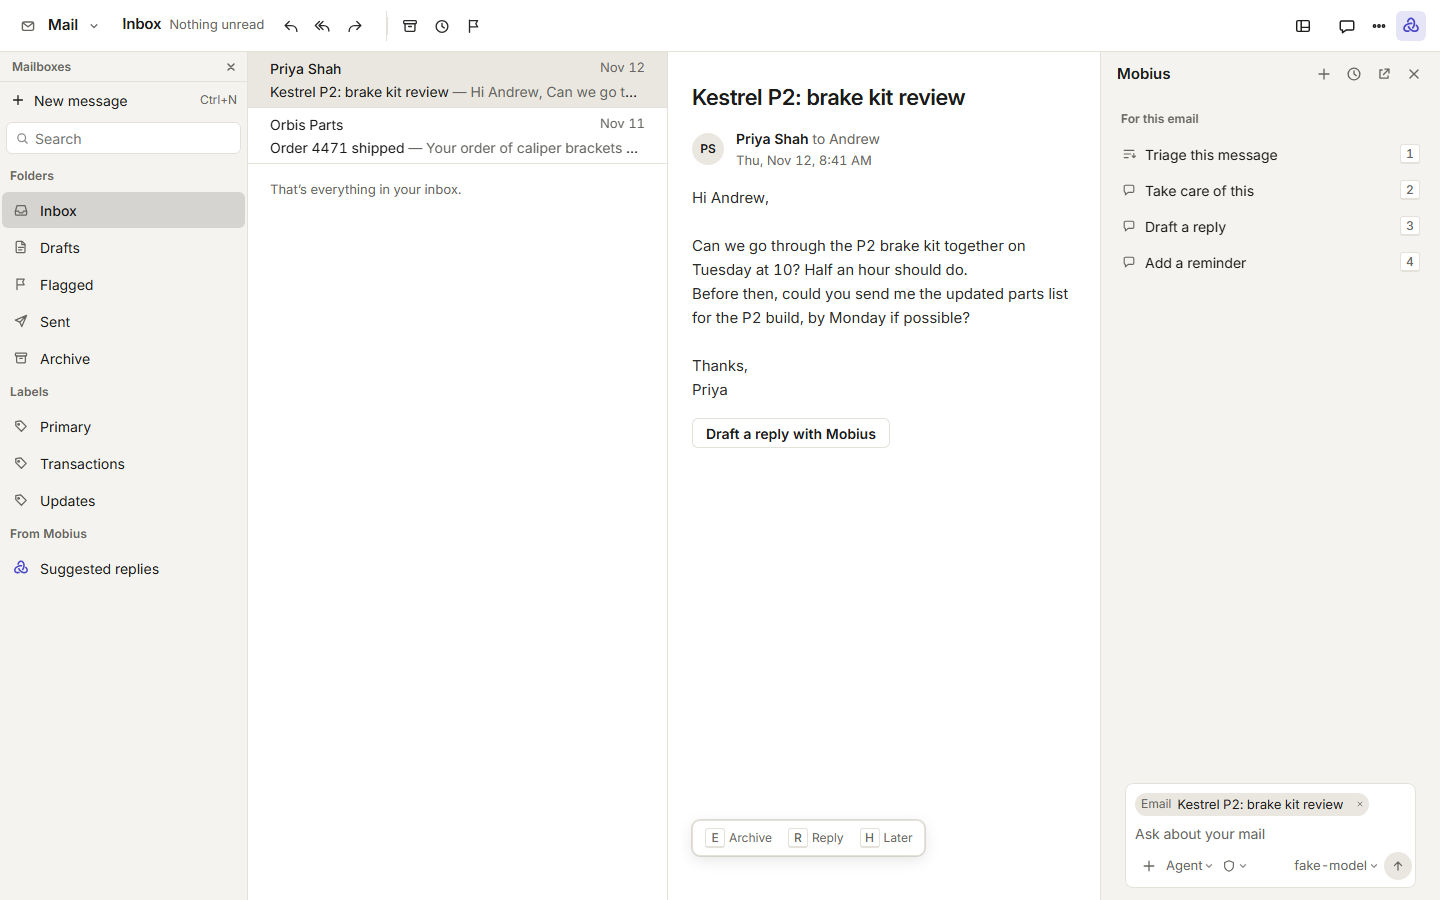 Mail
Inbox Nothing unread
Mailboxes
New message Ctrl+N
Search
Folders
Inbox
Drafts
Flagged
Sent
Archive
Labels
Primary
Transactions
Updates
From Mobius
Suggested replies
Priya Shah Nov 12
Kestrel P2: brake kit review — Hi Andrew, Can we go t...
Orbis Parts Nov 11
Order 4471 shipped — Your order of caliper brackets ...
That's everything in your inbox.
Kestrel P2: brake kit review
PS
Priya Shah to Andrew
Thu, Nov 12, 8:41 AM
Hi Andrew,
Can we go through the P2 brake kit together on
Tuesday at 10? Half an hour should do.
Before then, could you send me the updated parts list
for the P2 build, by Monday if possible?
Thanks,
Priya
Draft a reply with Mobius
E Archive R Reply H Later
Mobius
For this email
Triage this message 1
Take care of this 2
Draft a reply 3
Add a reminder 4
Email Kestrel P2: brake kit review ×
Ask about your mail
Agent fake-model